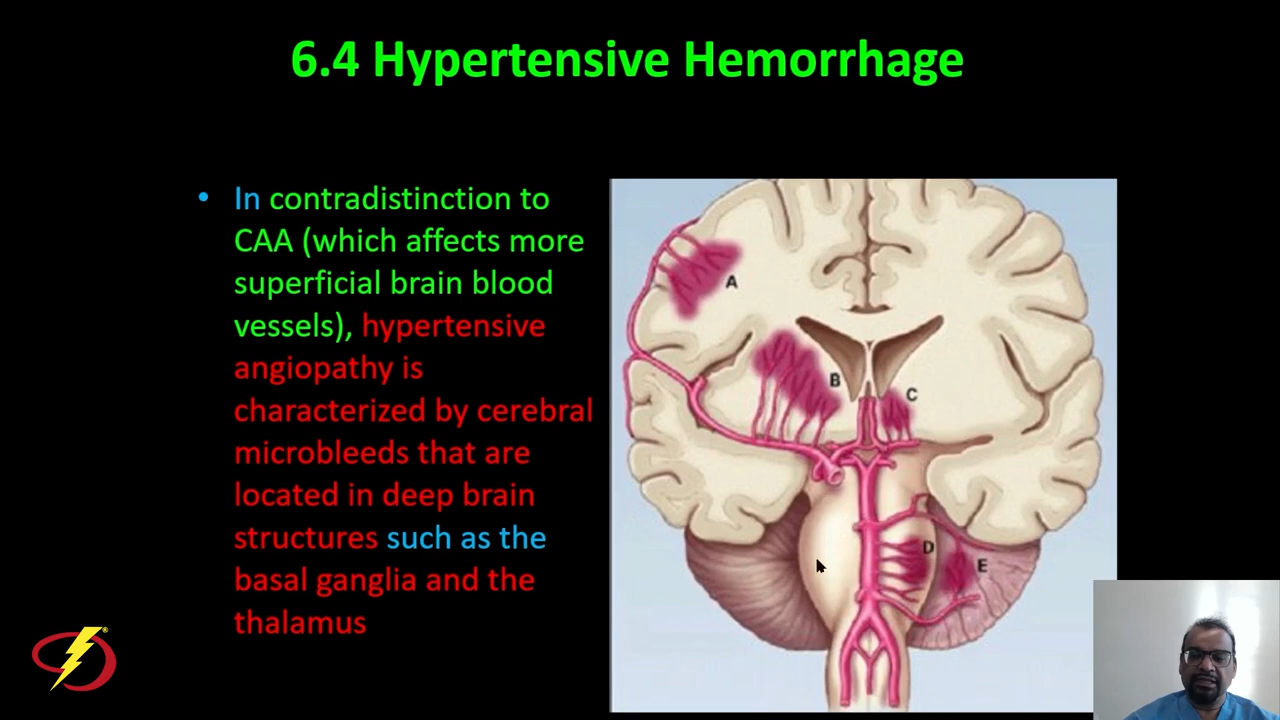 6.4 Hypertensive Hemorrhage
• In contradistinction to
CAA (which affects more
superficial brain blood
vessels), hypertensive
angiopathy is
characterized by cerebral
microbleeds that are
located in deep brain
structures such as the
basal ganglia and the
thalamus
A
B
C
D
E
®